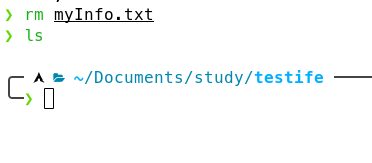 ❯ rm myInfo.txt
❯ ls
~/Documents/study/testife
❯